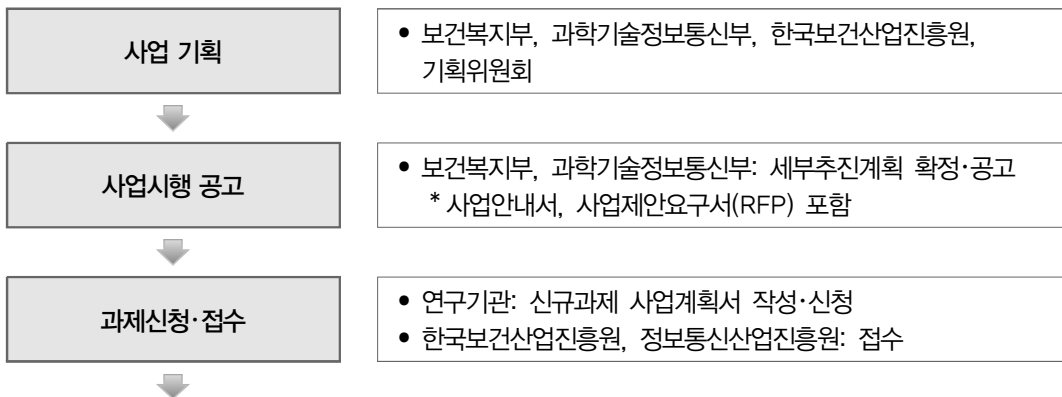 사업 기획
• 보건복지부, 과학기술정보통신부, 한국보건산업진흥원,
기획위원회
사업시행 공고
• 보건복지부, 과학기술정보통신부: 세부추진계획 확정·공고
* 사업안내서, 사업제안요구서(RFP) 포함
과제신청·접수
• 연구기관: 신규과제 사업계획서 작성·신청
• 한국보건산업진흥원, 정보통신산업진흥원: 접수